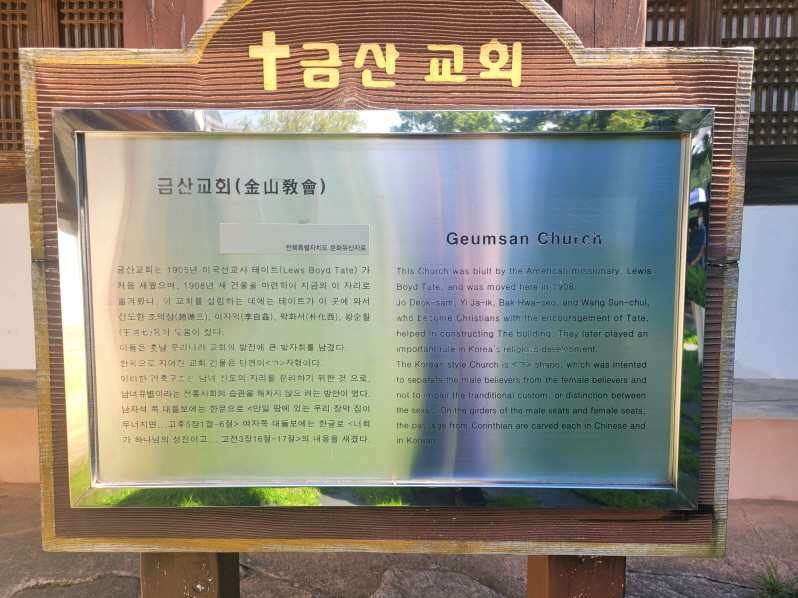 금산교회
금산교회(金山敎會)
전북특별자치도 문화유산자료
금산교회는 1905년 미국선교사 테이트(Lews Boyd Tate) 가
처음 세웠으며, 1908년 새 건물을 마련하여 지금의 이 자리로
옮겨왔다. 이 교회를 설립하는 데에는 테이트가 이 곳에 와서
전도한 조덕삼(趙德三), 이자익(李自益), 박화서(朴化西), 왕순칠
등의 도움이 컸다.
이들은 훗날 우리나라 교회의 발전에 큰 발자취를 남겼다.
한옥으로 지어진 교회 건물은 단면이<ㄱ>자형이다.
이러한 건축구조는 남녀 신도의 자리를 분리하기 위한 것 으로,
남녀유별이라는 전통사회의 습관을 해치지 않으 려는 방안이 었다.
남자석 쪽 대들보에는 한문으로 <만일 땅에 있는 우리 장막 집이
무너지면...고후5장1절-6절> 여자쪽 대들보에는 한글로 <너희
가 하나님의 성전이고... 고전3장16절-17절>의 내용을 새겼다.
Geumsan Church
This Church was biult by the American missionary, Lewis
Boyd Tate, and was moved here in 1908.
Jo Deok-sam, Yi Ja-ik, Bak Hwa-seo, and Wang Sun-chil,
who become Christians with the encouragement of Tate,
helped in constructing The building. They later played an
important rule in Korea's religious development.
The Korean style Church is <ㄱ> shape, which was intented
to separate the male believers from the female believers and
not to impair the tranditional custom, or distinction between
the sexes. On the girders of the male seats and female seats,
the passage from Corinthian are carved each in Chinese and
in Korean.